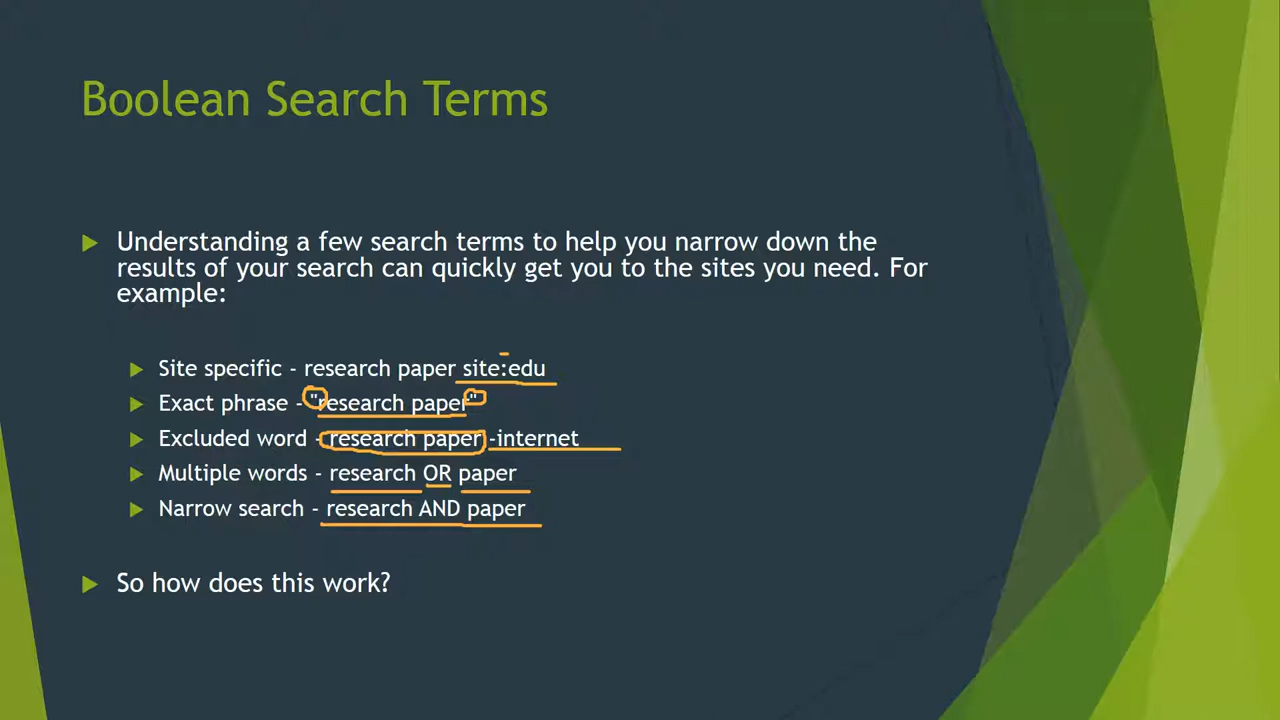 Boolean Search Terms
Understanding a few search terms to help you narrow down the
results of your search can quickly get you to the sites you need. For
example:
Site specific - research paper site:edu
Exact phrase - "research paper"
Excluded word - research paper -internet
Multiple words - research OR paper
Narrow search - research AND paper
So how does this work?